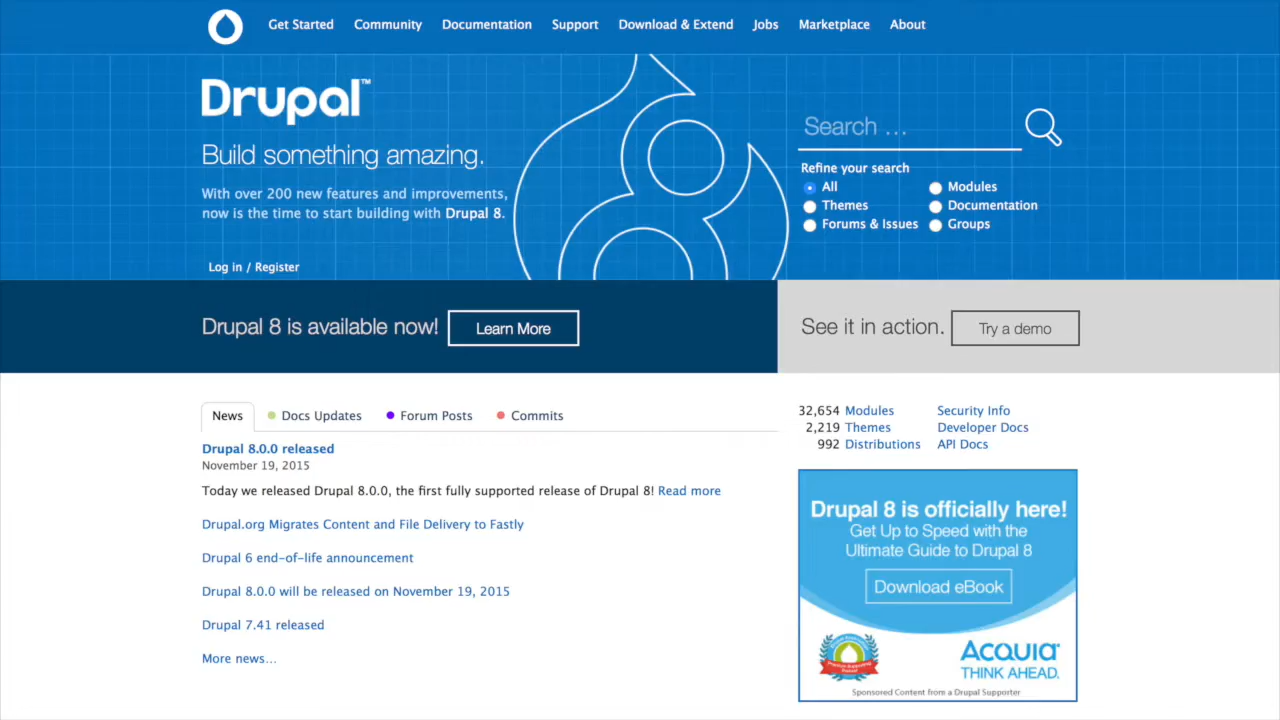 Get Started Community Documentation Support Download & Extend Jobs Marketplace About
Drupal™
Build something amazing.
With over 200 new features and improvements,
now is the time to start building with Drupal 8.
Log in / Register
Search ...
Refine your search
All Modules
Themes Documentation
Forums & Issues Groups
Drupal 8 is available now! Learn More
See it in action. Try a demo
News Docs Updates Forum Posts Commits
Drupal 8.0.0 released
November 19, 2015
Today we released Drupal 8.0.0, the first fully supported release of Drupal 8! Read more
Drupal.org Migrates Content and File Delivery to Fastly
Drupal 6 end-of-life announcement
Drupal 8.0.0 will be released on November 19, 2015
Drupal 7.41 released
More news...
32,654 Modules Security Info
2,219 Themes Developer Docs
992 Distributions API Docs
Drupal 8 is officially here!
Get Up to Speed with the
Ultimate Guide to Drupal 8
Download eBook
Acquia
THINK AHEAD.
Sponsored Content from a Drupal Supporter